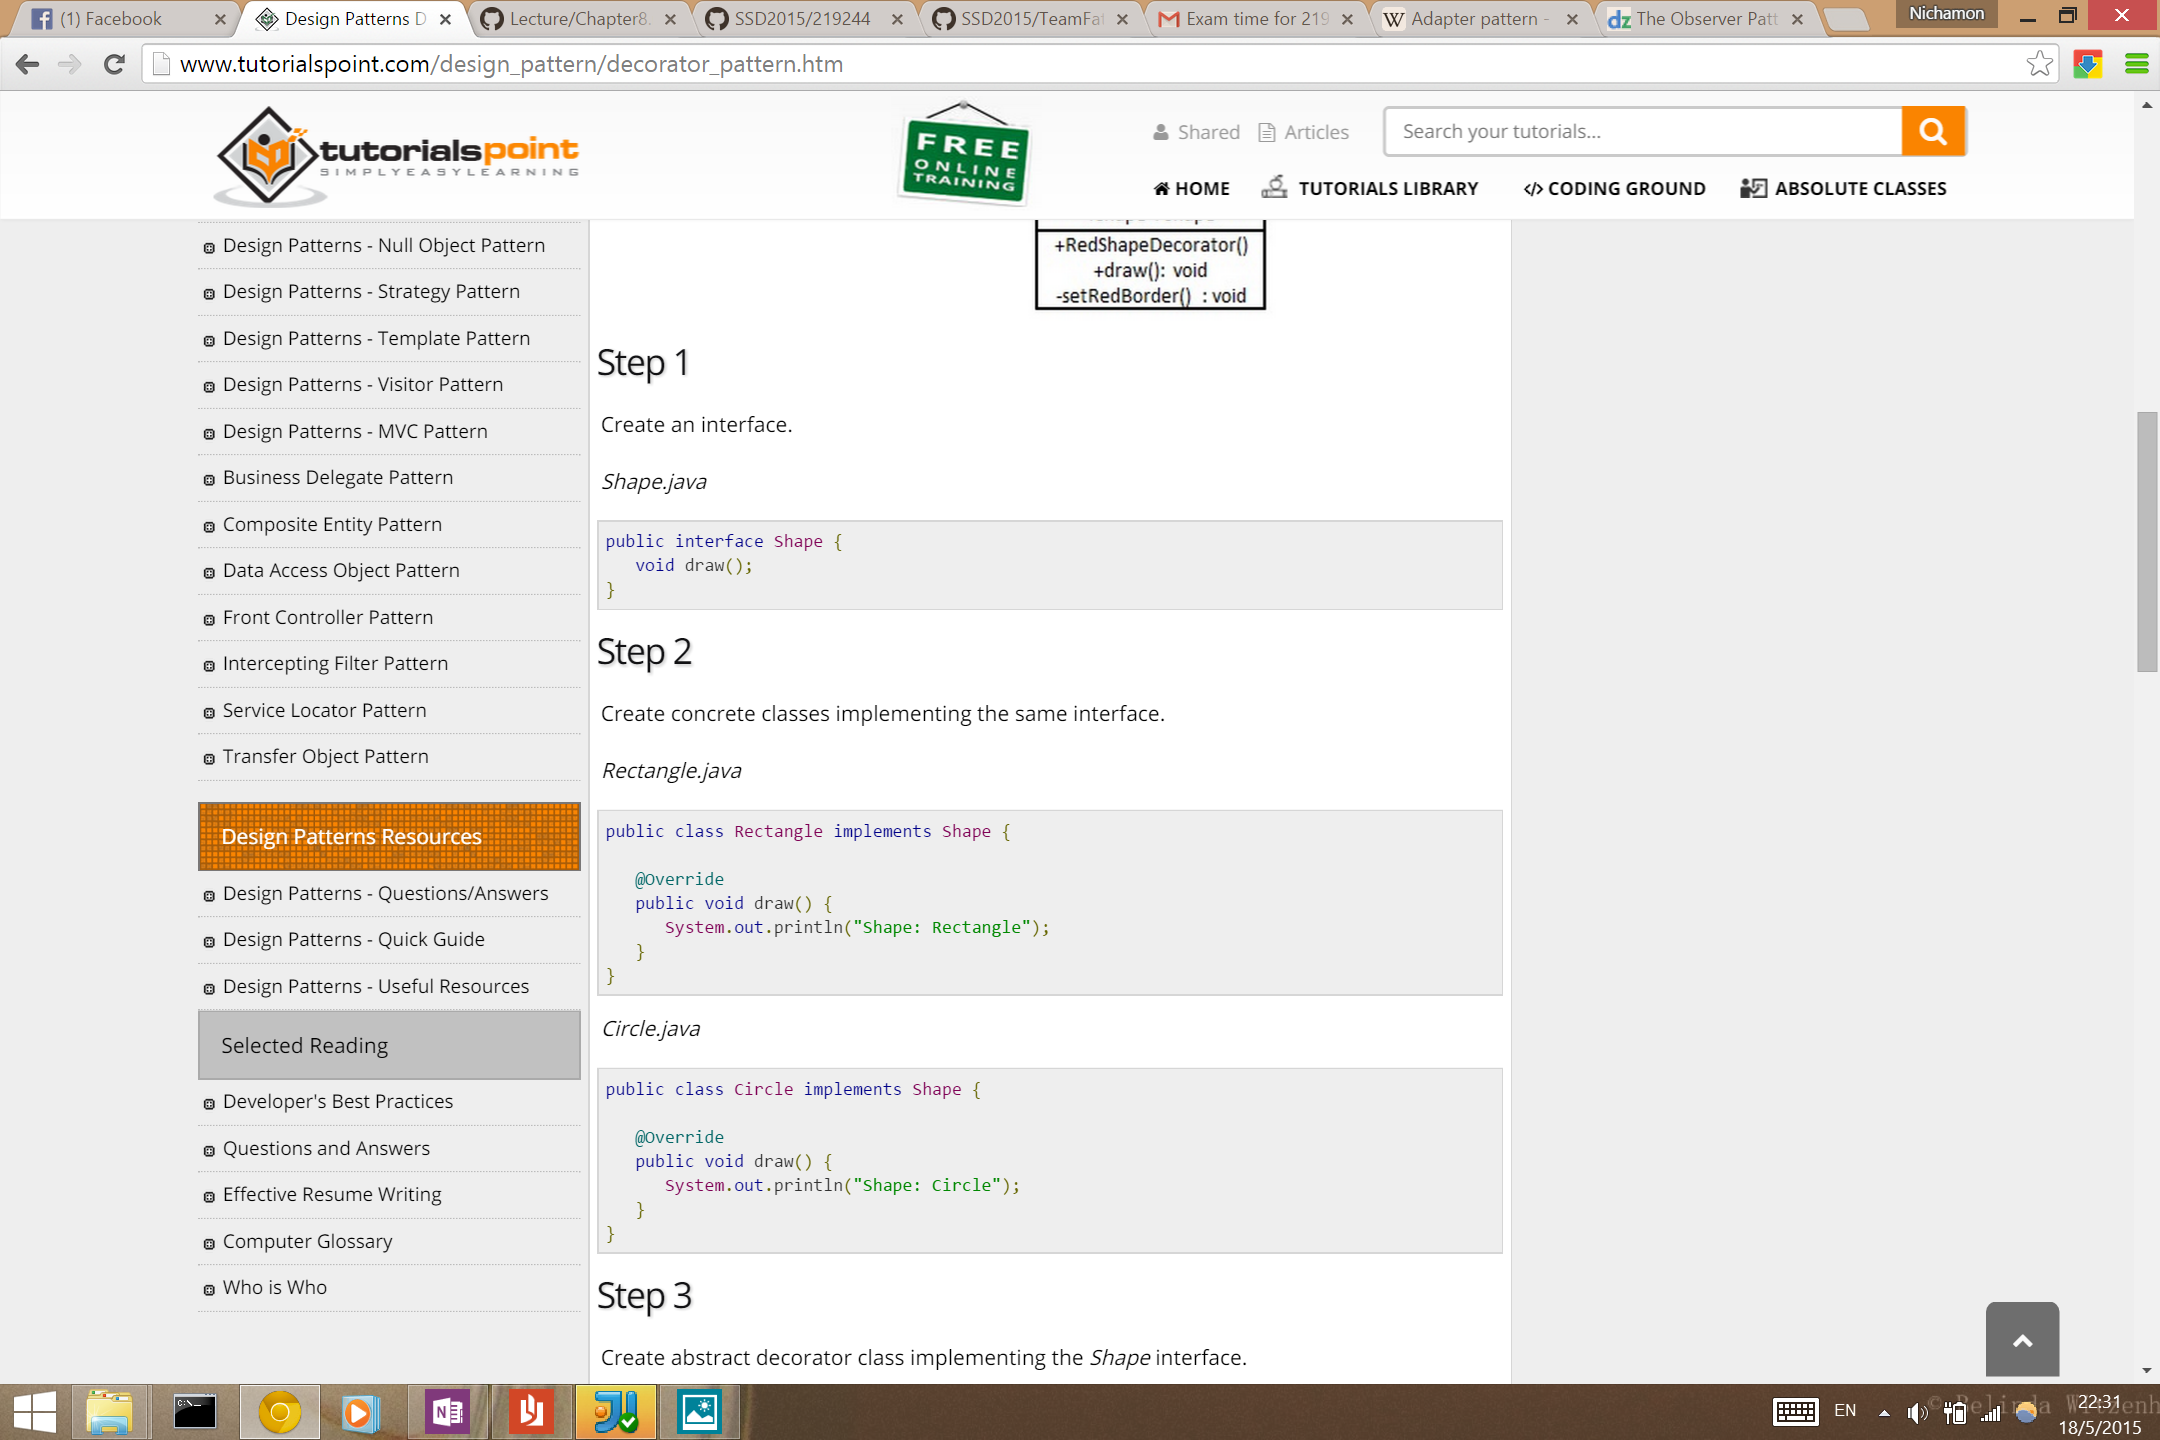 (1) Facebook
Design Patterns D
Lecture/Chapter8.
SSD2015/219244
SSD2015/TeamFat
Exam time for 219
Adapter pattern -
The Observer Patt
Nichamon
www.tutorialspoint.com/design_pattern/decorator_pattern.htm
tutorialspoint
SIMPLYEASYLEARNING
FREE
ONLINE
TRAINING
Shared
Articles
Search your tutorials...
HOME
TUTORIALS LIBRARY
</> CODING GROUND
ABSOLUTE CLASSES
Design Patterns - Null Object Pattern
Design Patterns - Strategy Pattern
Design Patterns - Template Pattern
Design Patterns - Visitor Pattern
Design Patterns - MVC Pattern
Business Delegate Pattern
Composite Entity Pattern
Data Access Object Pattern
Front Controller Pattern
Intercepting Filter Pattern
Service Locator Pattern
Transfer Object Pattern
Design Patterns Resources
Design Patterns - Questions/Answers
Design Patterns - Quick Guide
Design Patterns - Useful Resources
Selected Reading
Developer's Best Practices
Questions and Answers
Effective Resume Writing
Computer Glossary
Who is Who
+RedShapeDecorator()
+draw(): void
-setRedBorder() : void
Step 1
Create an interface.
Shape.java
public interface Shape {
void draw();
}
Step 2
Create concrete classes implementing the same interface.
Rectangle.java
public class Rectangle implements Shape {
@Override
public void draw() {
System.out.println("Shape: Rectangle");
}
}
Circle.java
public class Circle implements Shape {
@Override
public void draw() {
System.out.println("Shape: Circle");
}
}
Step 3
Create abstract decorator class implementing the Shape interface.
EN
22:31
18/5/2015